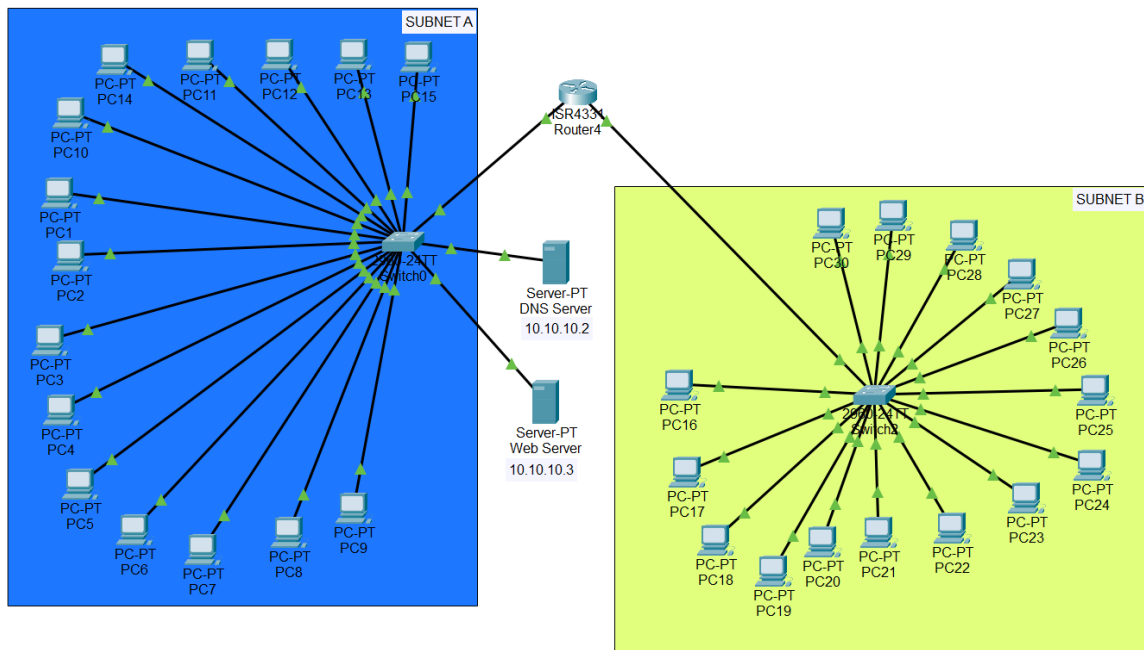 SUBNET A
PC-PT
PC14
PC-PT
PC11
PC-PT
PC12
PC-PT
PC13
PC-PT
PC15
PC-PT
PC10
PC-PT
PC1
PC-PT
PC2
PC-PT
PC3
PC-PT
PC4
PC-PT
PC5
PC-PT
PC6
PC-PT
PC7
PC-PT
PC8
PC-PT
PC9
2960-24TT
Switch0
ISR4331
Router4
Server-PT
DNS Server
10.10.10.2
Server-PT
Web Server
10.10.10.3
SUBNET B
PC-PT
PC30
PC-PT
PC29
PC-PT
PC28
PC-PT
PC27
PC-PT
PC26
PC-PT
PC25
PC-PT
PC24
PC-PT
PC23
PC-PT
PC22
PC-PT
PC21
PC-PT
PC20
PC-PT
PC19
PC-PT
PC18
PC-PT
PC17
PC-PT
PC16
2960-24TT
Switch2